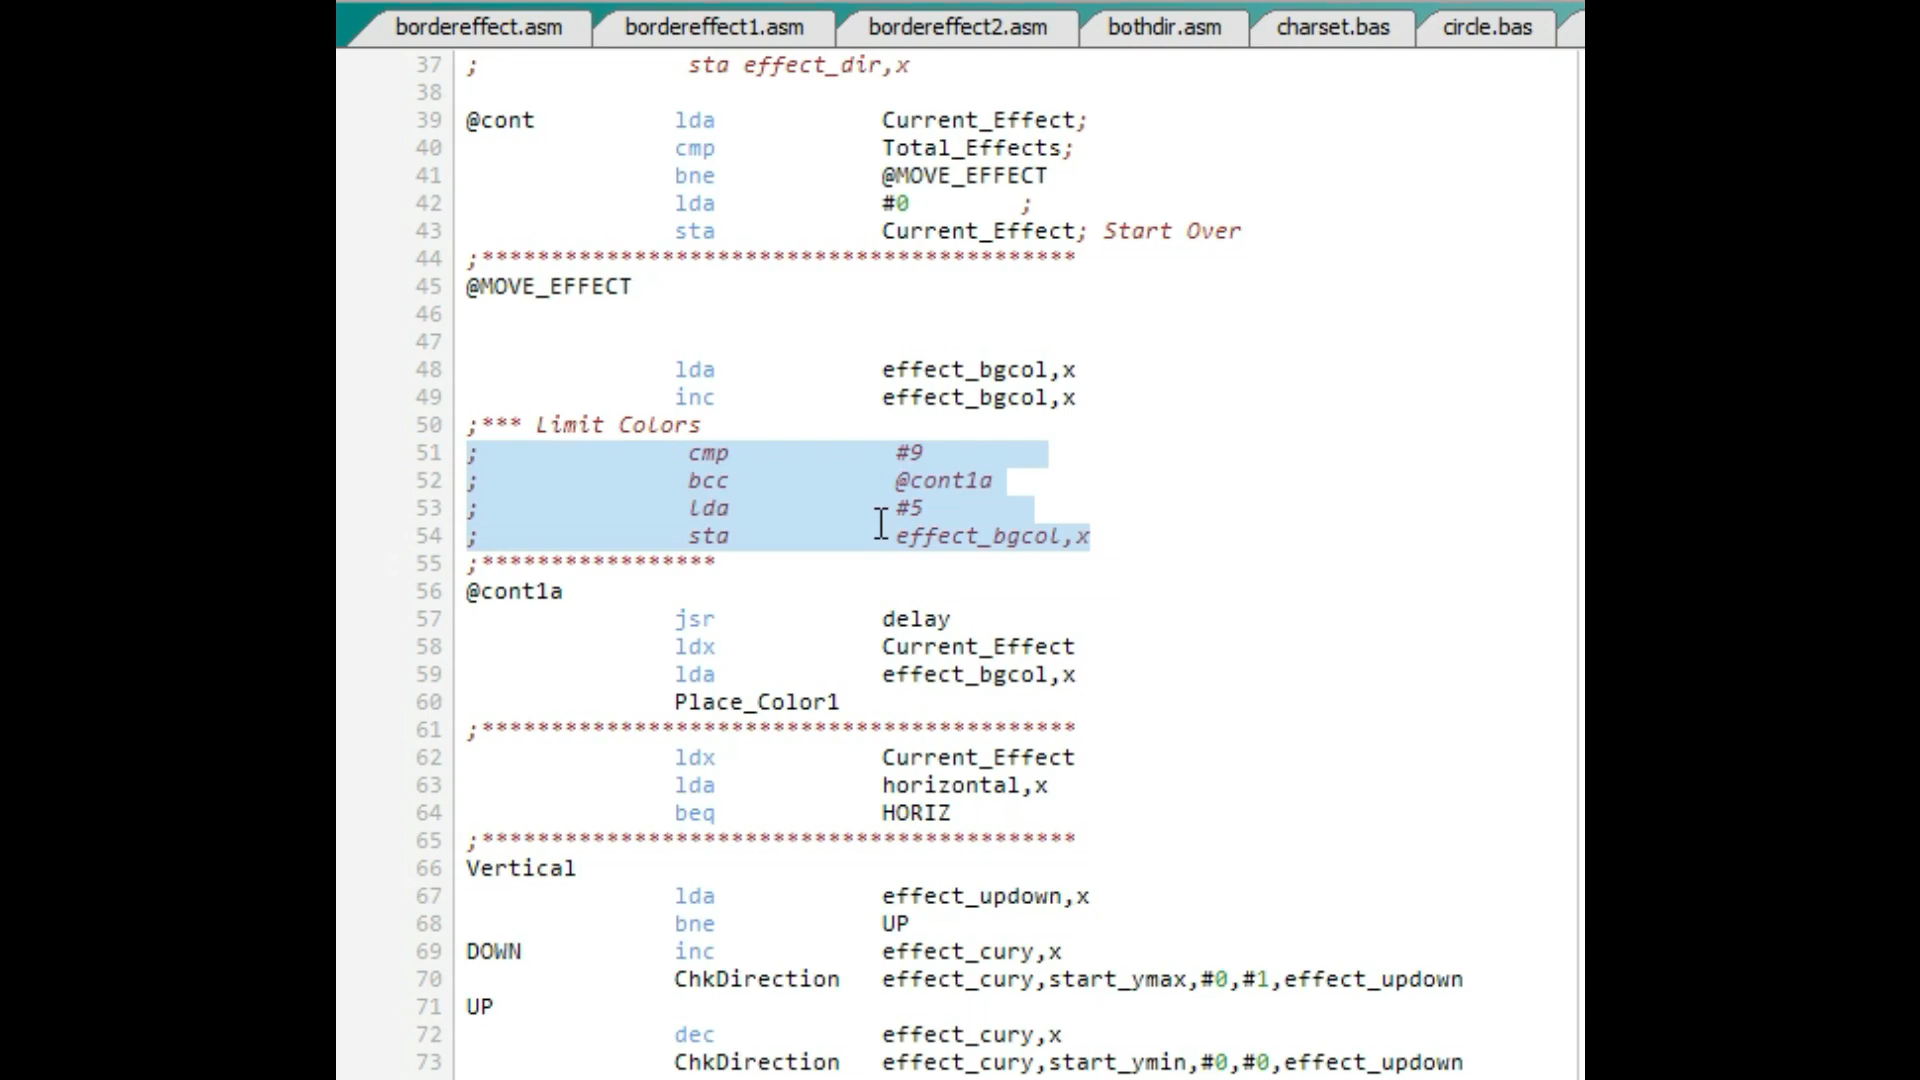 bordereffect.asm bordereffect1.asm bordereffect2.asm bothdir.asm charset.bas circle.bas
37 ; sta effect_dir,x
38
39 @cont lda Current_Effect;
40 cmp Total_Effects;
41 bne @MOVE_EFFECT
42 lda #0 ;
43 sta Current_Effect; Start Over
44 ;*******************************************
45 @MOVE_EFFECT
46
47
48 lda effect_bgcol,x
49 inc effect_bgcol,x
50 ;*** Limit Colors
51 ; cmp #9
52 ; bcc @cont1a
53 ; lda #5
54 ; sta effect_bgcol,x
55 ;*****************
56 @cont1a
57 jsr delay
58 ldx Current_Effect
59 lda effect_bgcol,x
60 Place_Color1
61 ;*******************************************
62 ldx Current_Effect
63 lda horizontal,x
64 beq HORIZ
65 ;*******************************************
66 Vertical
67 lda effect_updown,x
68 bne UP
69 DOWN inc effect_cury,x
70 ChkDirection effect_cury,start_ymax,#0,#1,effect_updown
71 UP
72 dec effect_cury,x
73 ChkDirection effect_cury,start_ymin,#0,#0,effect_updown